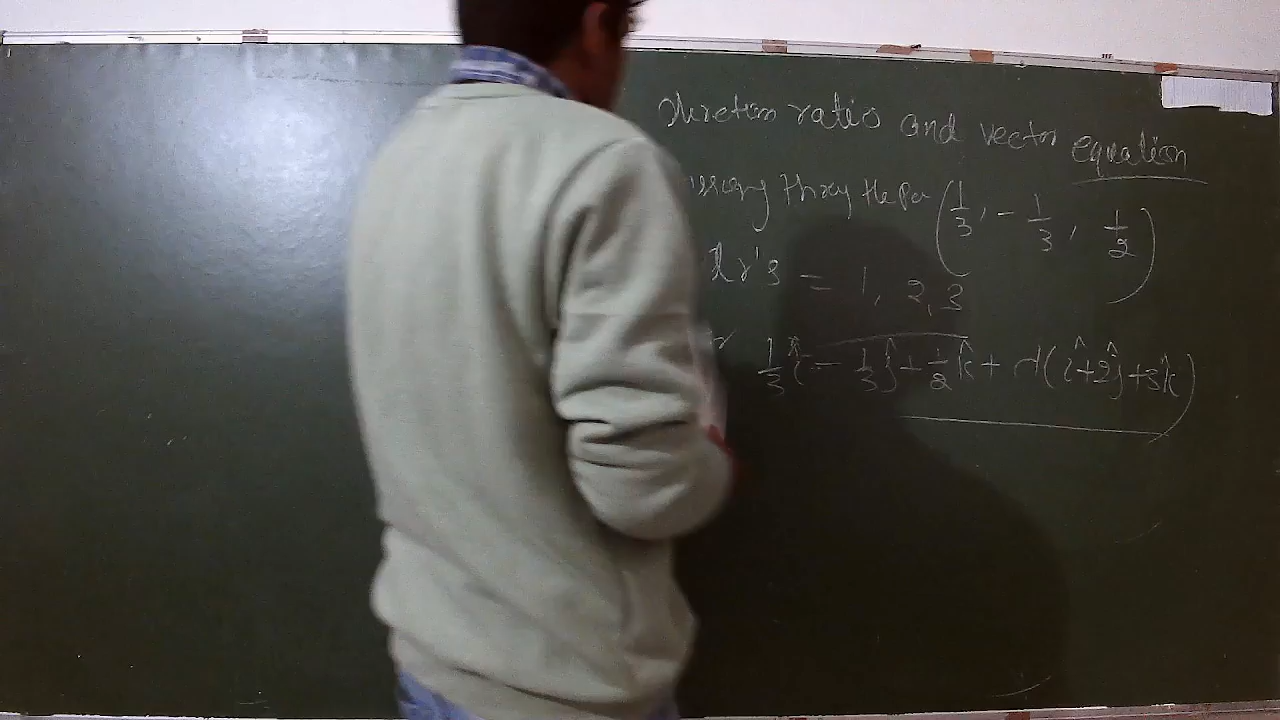 Direction ratios and vector equation
passing through the Point (1/3, - 1/3, 1/2)
dr's = 1, 2, 3
1/3 î - 1/3 ĵ + 1/2 k̂ + λ(î + 2ĵ + 3k̂)